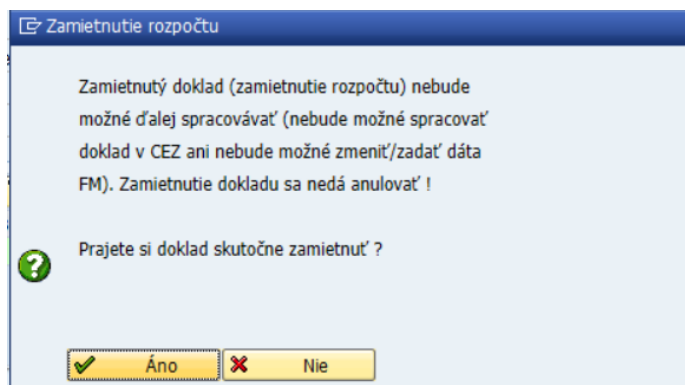 Zamietnutie rozpočtu
Zamietnutý doklad (zamietnutie rozpočtu) nebude
možné ďalej spracovávať (nebude možné spracovať
doklad v CEZ ani nebude možné zmeniť/zadať dáta
FM). Zamietnutie dokladu sa nedá anulovať !
Prajete si doklad skutočne zamietnuť ?
Áno
Nie